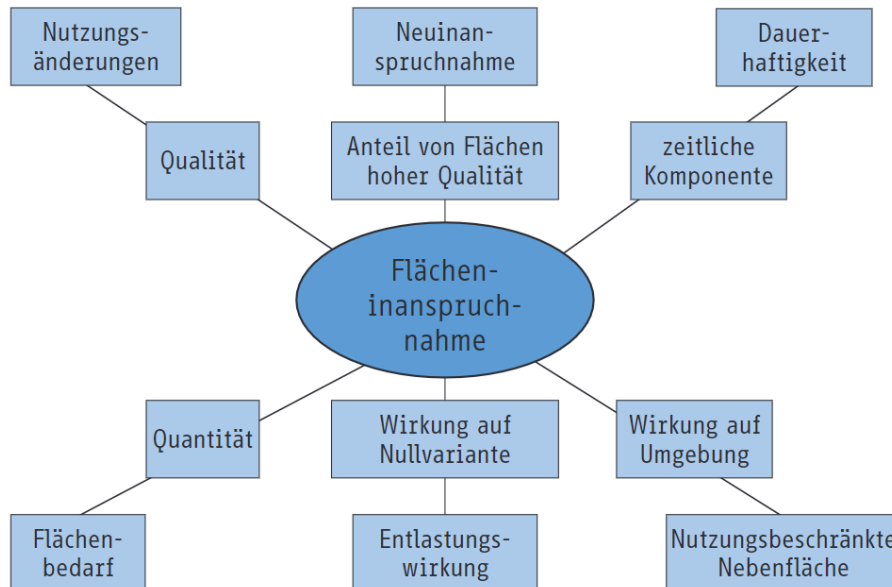 Nutzungs-
änderungen
Neuinan-
spruchnahme
Dauer-
haftigkeit
Qualität
Anteil von Flächen
hoher Qualität
zeitliche
Komponente
Flächen-
inanspruch-
nahme
Quantität
Wirkung auf
Nullvariante
Wirkung auf
Umgebung
Flächen-
bedarf
Entlastungs-
wirkung
Nutzungsbeschränkte
Nebenfläche